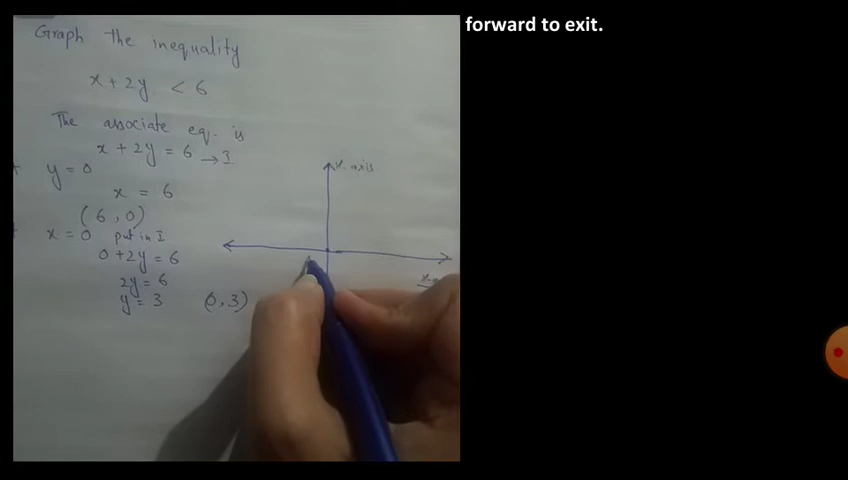 forward to exit.
Graph the inequality
x + 2y < 6
The associate eq. is
x + 2y = 6 → I
y = 0
x = 6
(6, 0)
x = 0 put in I
0 + 2y = 6
2y = 6
y = 3 (0, 3)
x-axis